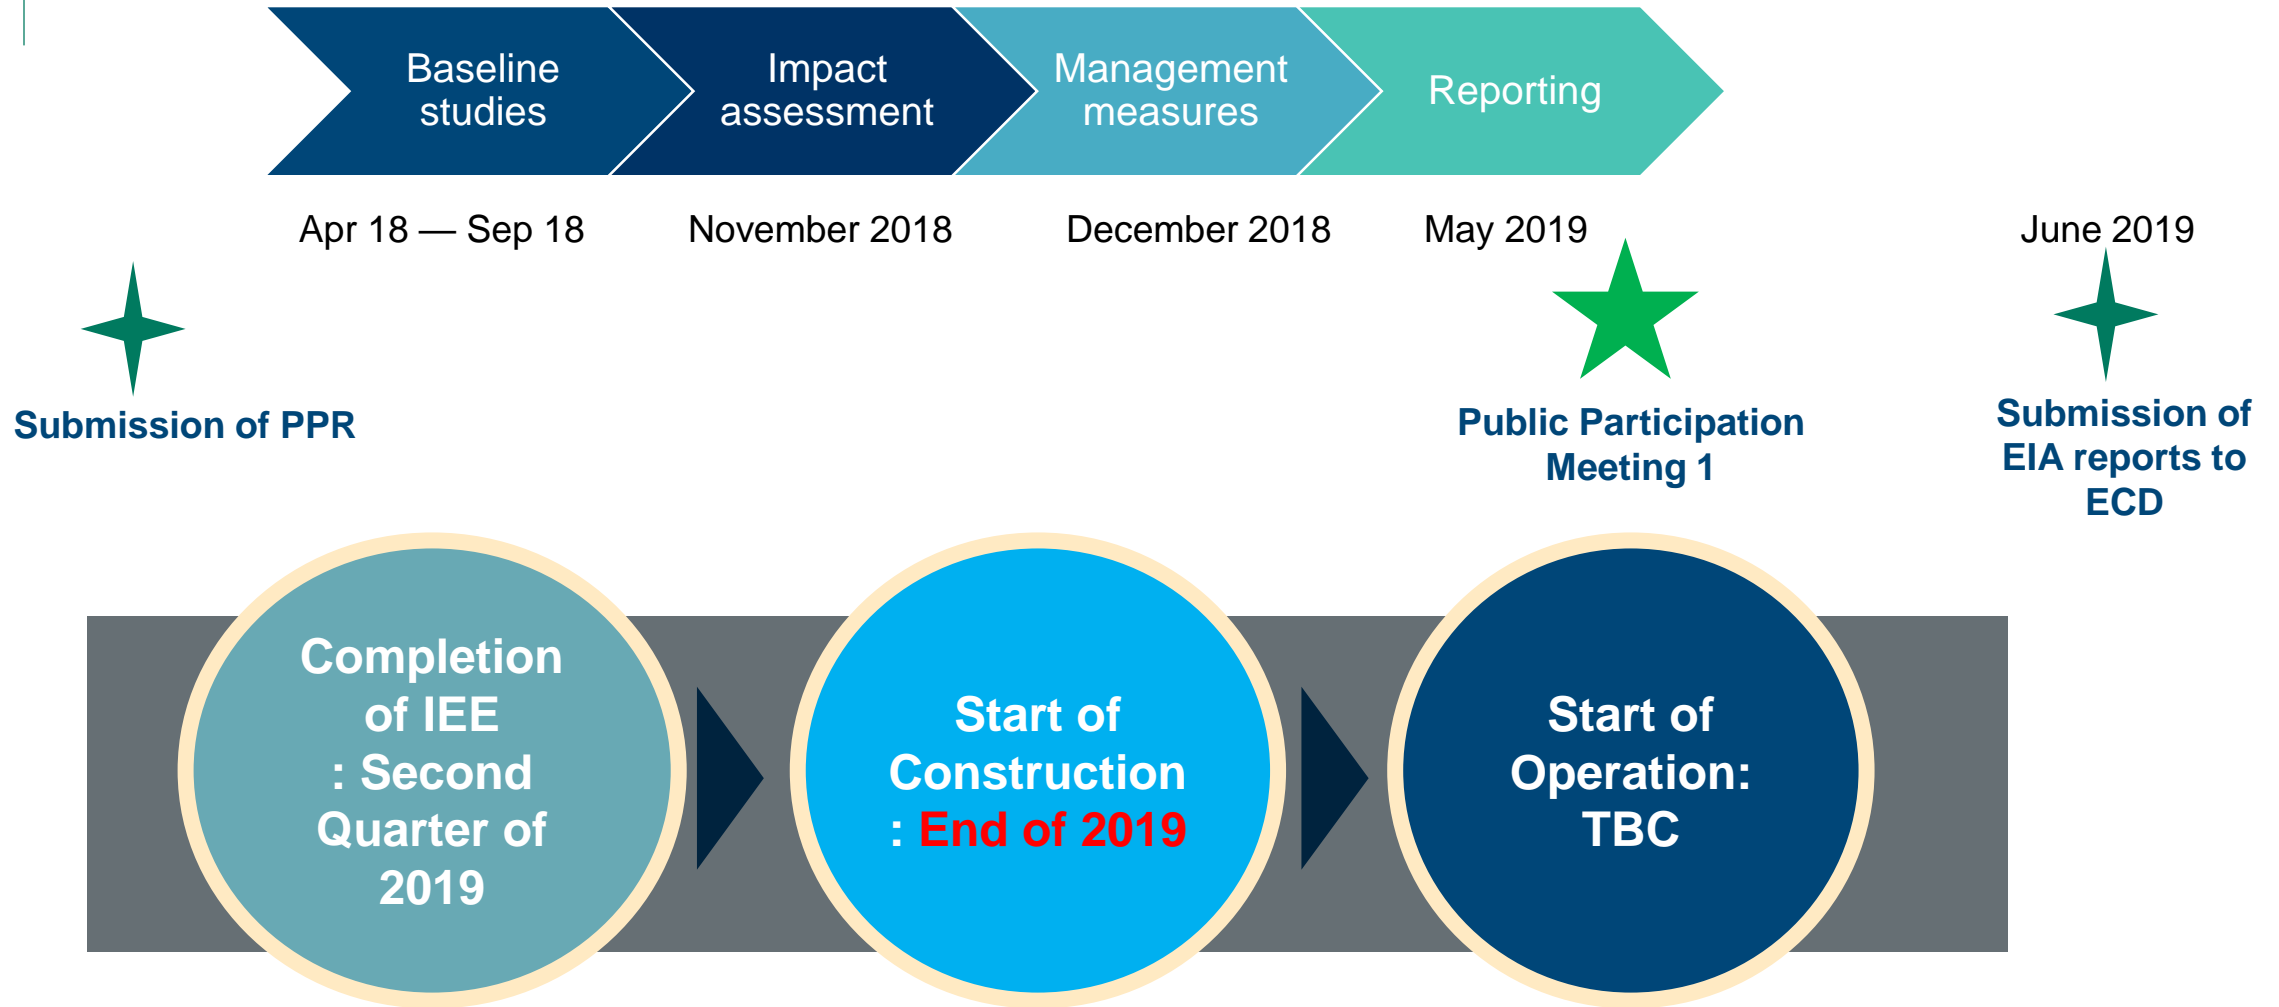 Baseline
studies
Impact
assessment
Management
measures
Reporting
Apr 18 — Sep 18
November 2018
December 2018
May 2019
June 2019
Submission of PPR
Public Participation
Meeting 1
Submission of
EIA reports to
ECD
Completion
of IEE
: Second
Quarter of
2019
Start of
Construction
: End of 2019
Start of
Operation:
TBC